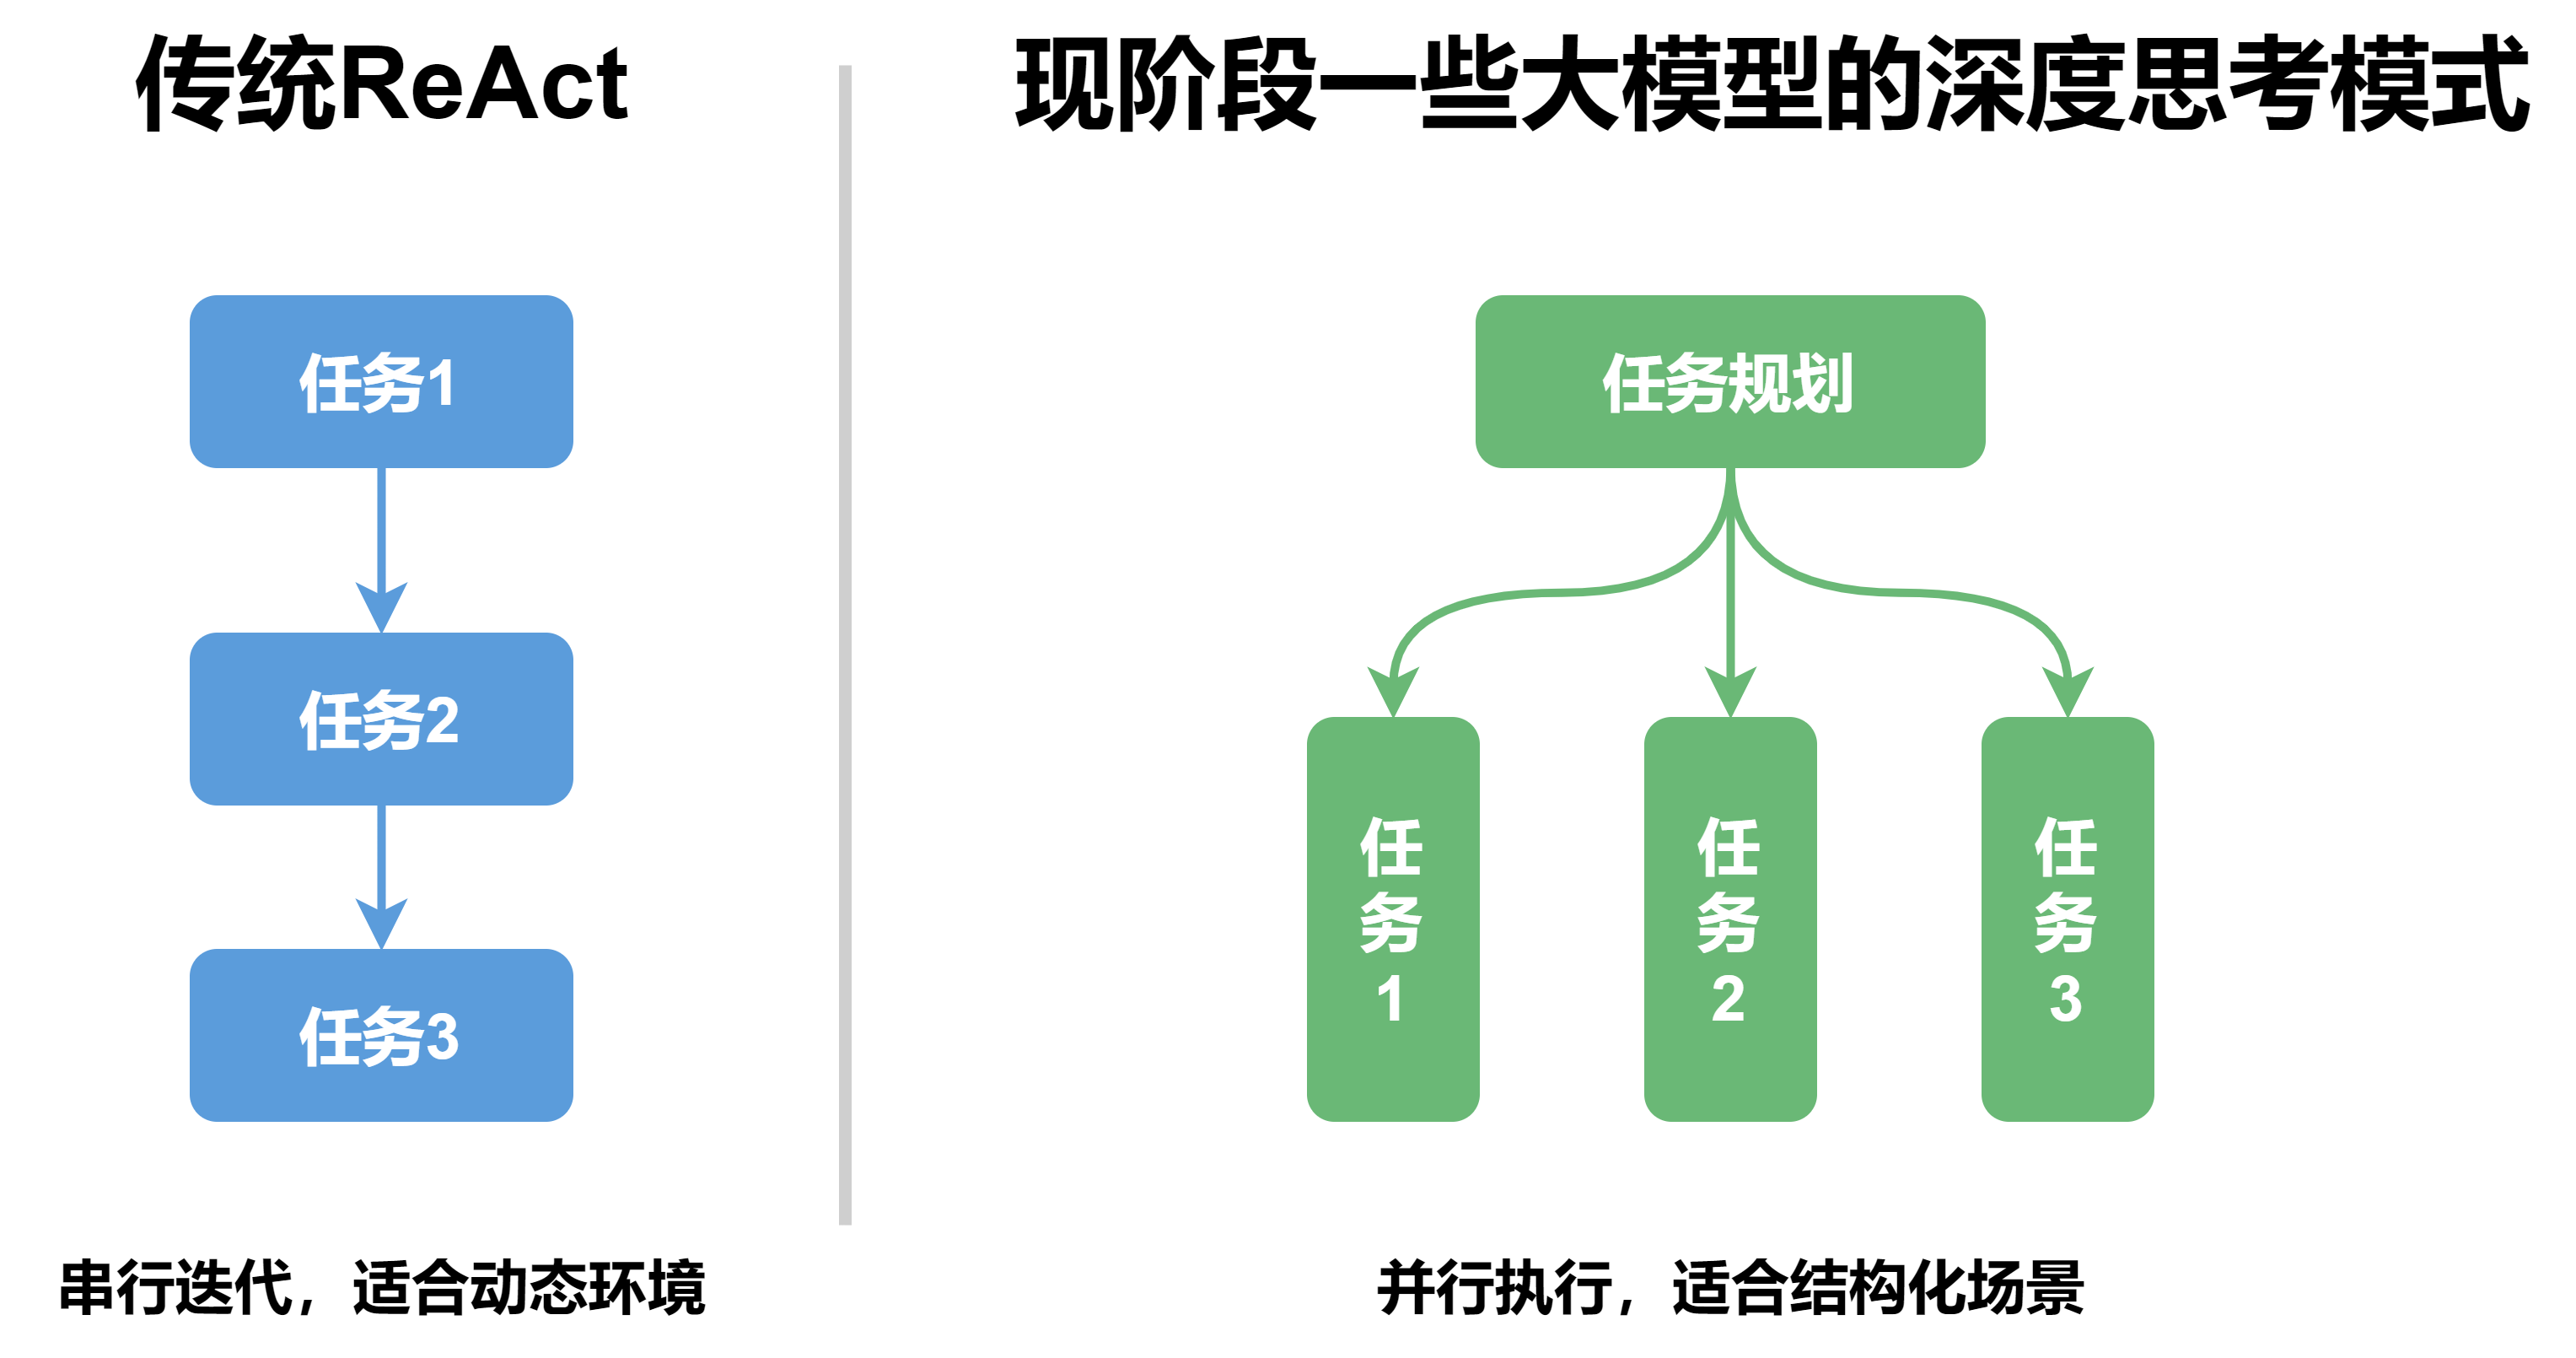 传统ReAct
任务1
任务2
任务3
串行迭代，适合动态环境
现阶段一些大模型的深度思考模式
任务规划
任务1
任务2
任务3
并行执行，适合结构化场景